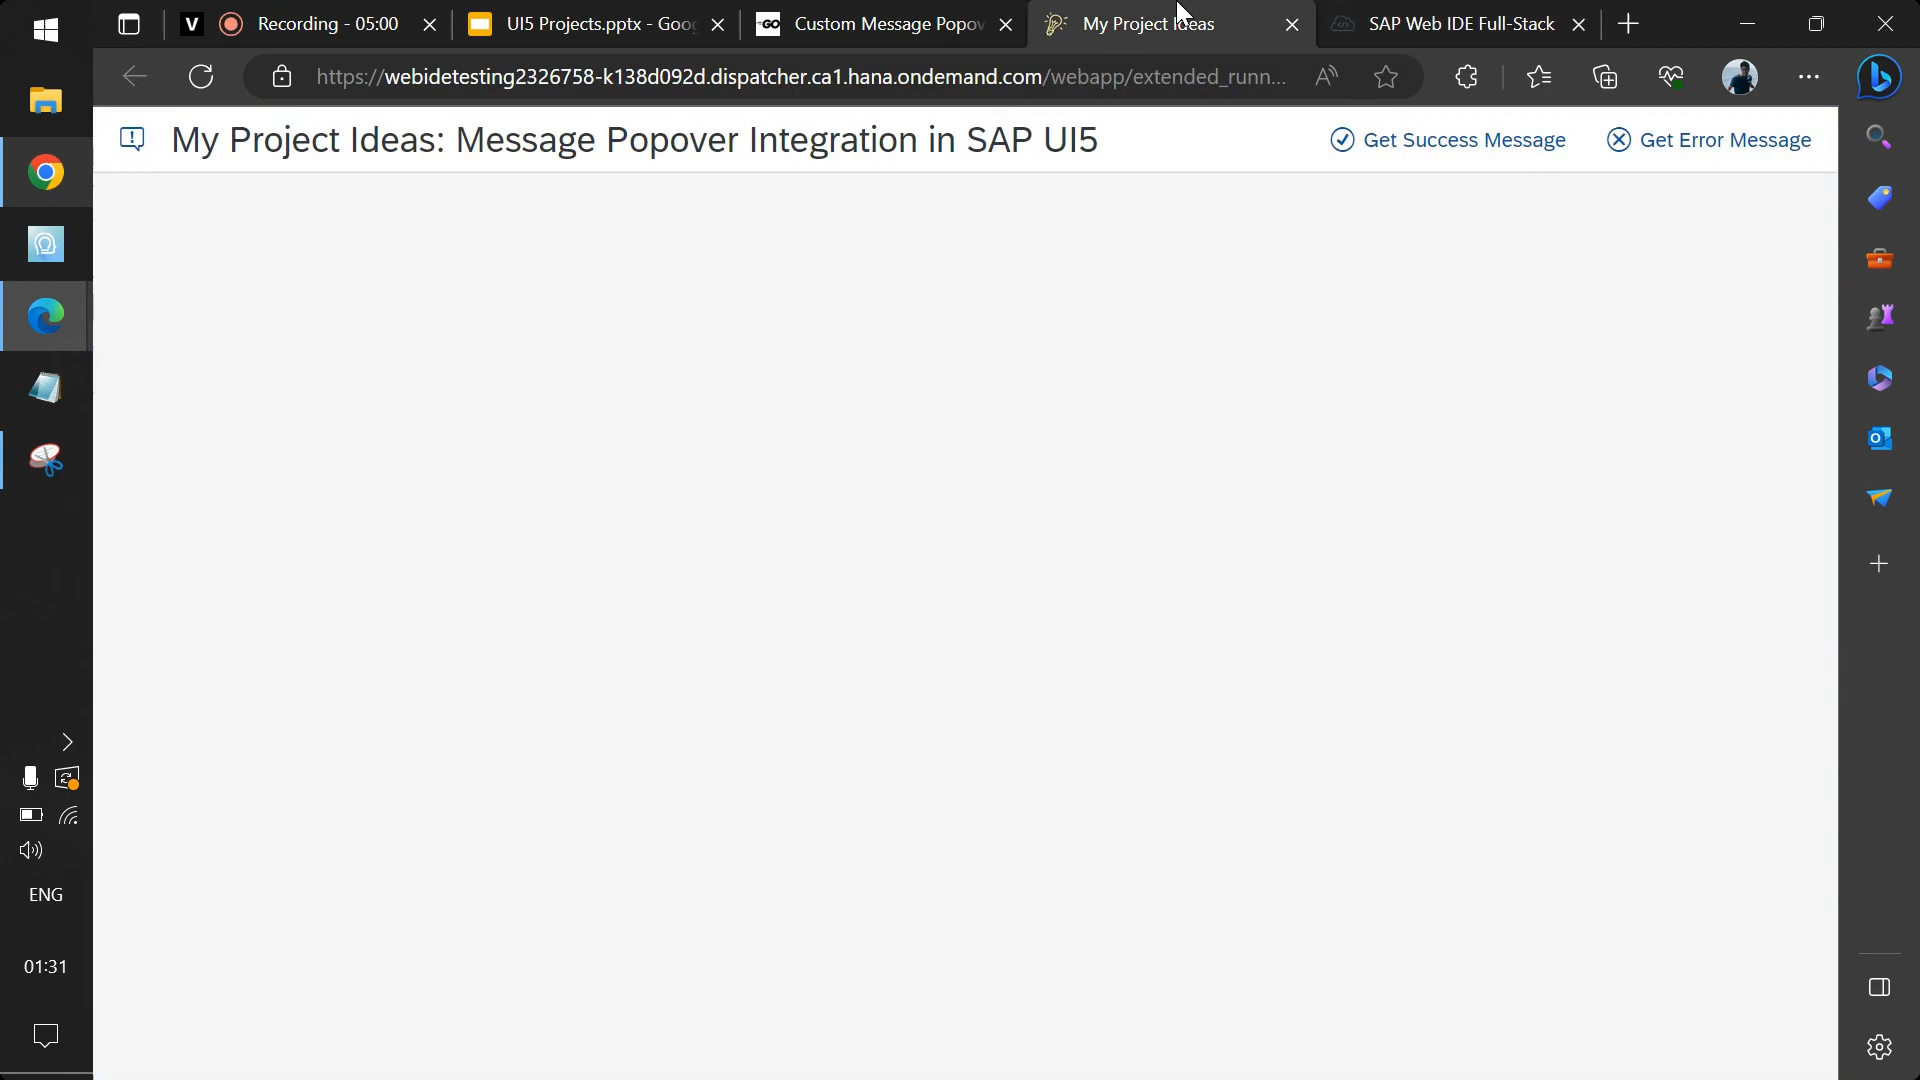 V Recording - 05:00
UI5 Projects.pptx - Goo
GO Custom Message Popov
My Project Ideas
SAP Web IDE Full-Stack
https://webidetesting2326758-k138d092d.dispatcher.ca1.hana.ondemand.com/webapp/extended_runn...
My Project Ideas: Message Popover Integration in SAP UI5
Get Success Message
Get Error Message
ENG
01:31